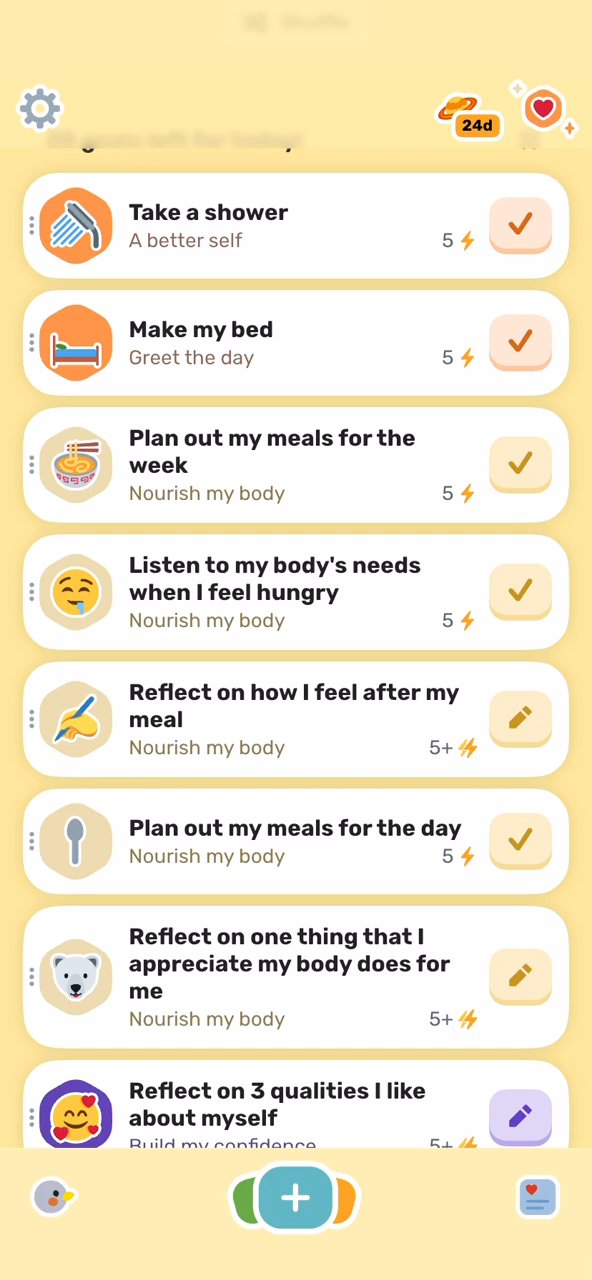 24d
Take a shower
A better self
5
Make my bed
Greet the day
5
Plan out my meals for the
week
Nourish my body
5
Listen to my body's needs
when I feel hungry
Nourish my body
5
Reflect on how I feel after my
meal
Nourish my body
5+
Plan out my meals for the day
Nourish my body
5
Reflect on one thing that I
appreciate my body does for
me
Nourish my body
5+
Reflect on 3 qualities I like
about myself
Build my confidence
5+